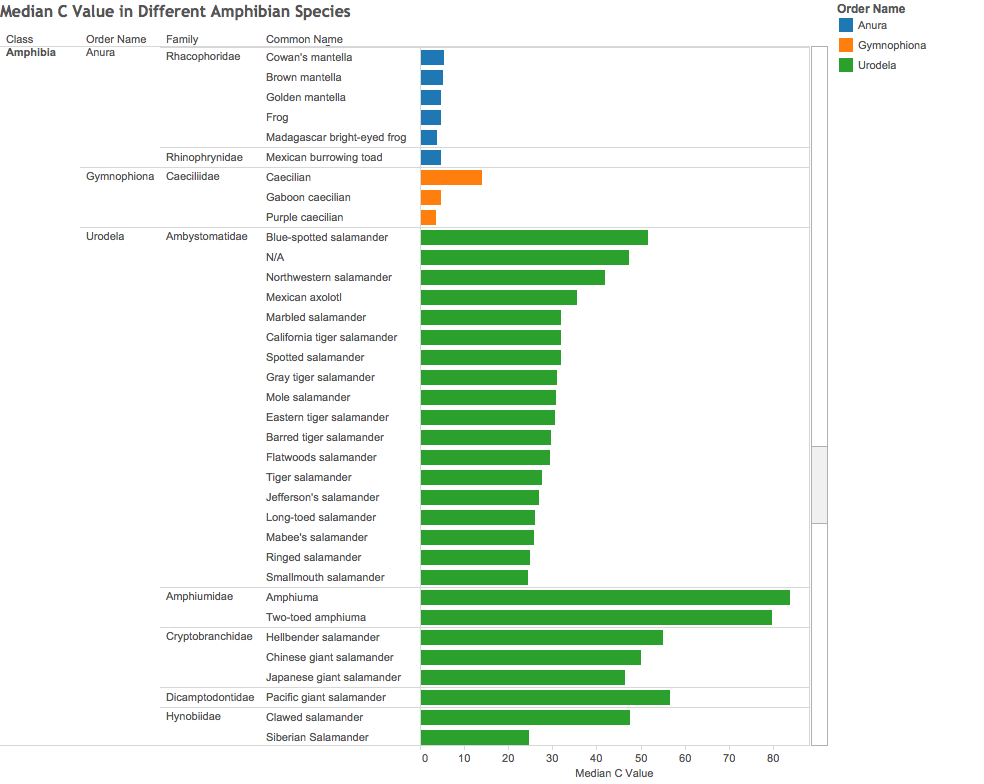 Median C Value in Different Amphibian Species
Order Name
Anura
Gymnophiona
Urodela
Class Order Name Family Common Name
Amphibia Anura Rhacophoridae Cowan's mantella
Brown mantella
Golden mantella
Frog
Madagascar bright-eyed frog
Rhinophrynidae Mexican burrowing toad
Gymnophiona Caeciliidae Caecilian
Gaboon caecilian
Purple caecilian
Urodela Ambystomatidae Blue-spotted salamander
N/A
Northwestern salamander
Mexican axolotl
Marbled salamander
California tiger salamander
Spotted salamander
Gray tiger salamander
Mole salamander
Eastern tiger salamander
Barred tiger salamander
Flatwoods salamander
Tiger salamander
Jefferson's salamander
Long-toed salamander
Mabee's salamander
Ringed salamander
Smallmouth salamander
Amphiumidae Amphiuma
Two-toed amphiuma
Cryptobranchidae Hellbender salamander
Chinese giant salamander
Japanese giant salamander
Dicamptodontidae Pacific giant salamander
Hynobiidae Clawed salamander
Siberian Salamander
0 10 20 30 40 50 60 70 80
Median C Value